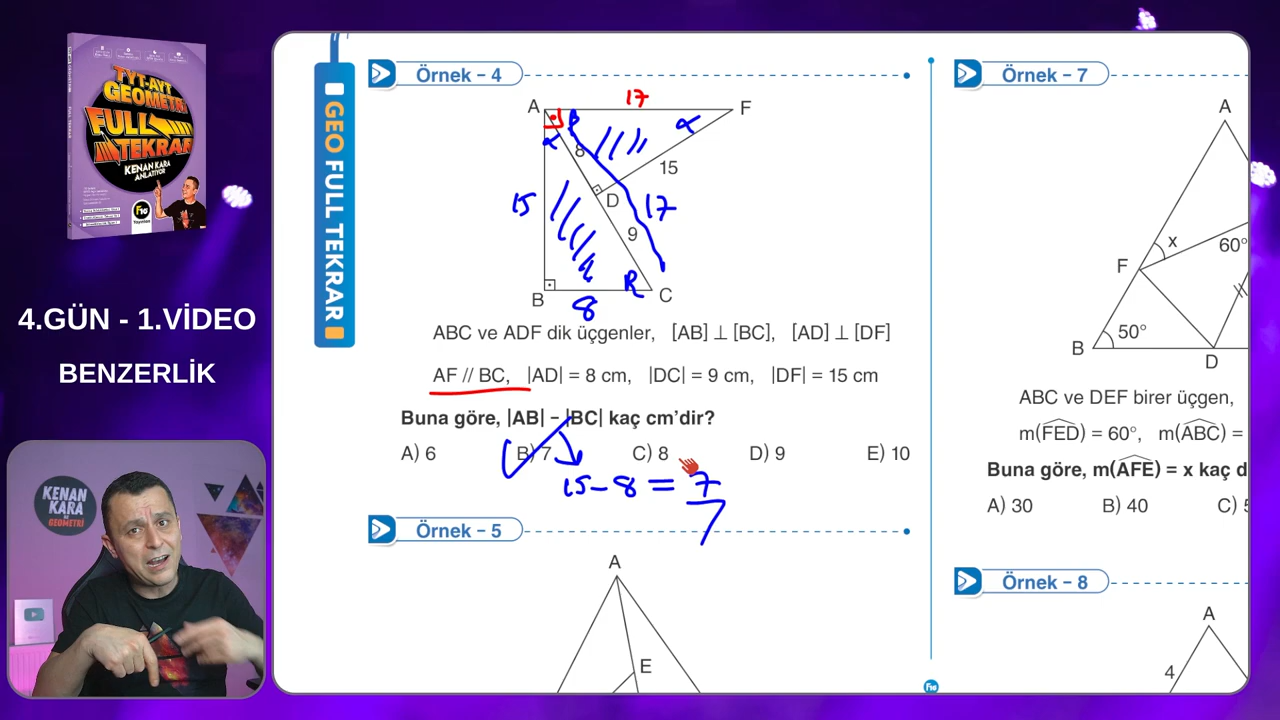 TYT-AYT
GEOMETRİ
FULL
TEKRAR
KENAN KARA
ANLATIYOR
4.GÜN - 1.VİDEO
BENZERLİK
KENAN
KARA
GEOMETRİ
GEO FULL TEKRAR
Örnek – 4
17
A
F
β
α
α
8
15
15
D
17
9
β
B
C
8
ABC ve ADF dik üçgenler, [AB] ⊥ [BC], [AD] ⊥ [DF]
AF // BC, |AD| = 8 cm, |DC| = 9 cm, |DF| = 15 cm
Buna göre, |AB| – |BC| kaç cm’dir?
A) 6 B) 7 C) 8 D) 9 E) 10
15-8 = 7
Örnek – 5
A
E
Örnek – 7
A
x
F
60°
50°
B
D
ABC ve DEF birer üçgen,
m(FED) = 60°, m(ABC) =
Buna göre, m(AFE) = x kaç d
A) 30 B) 40 C)
Örnek – 8
A
4